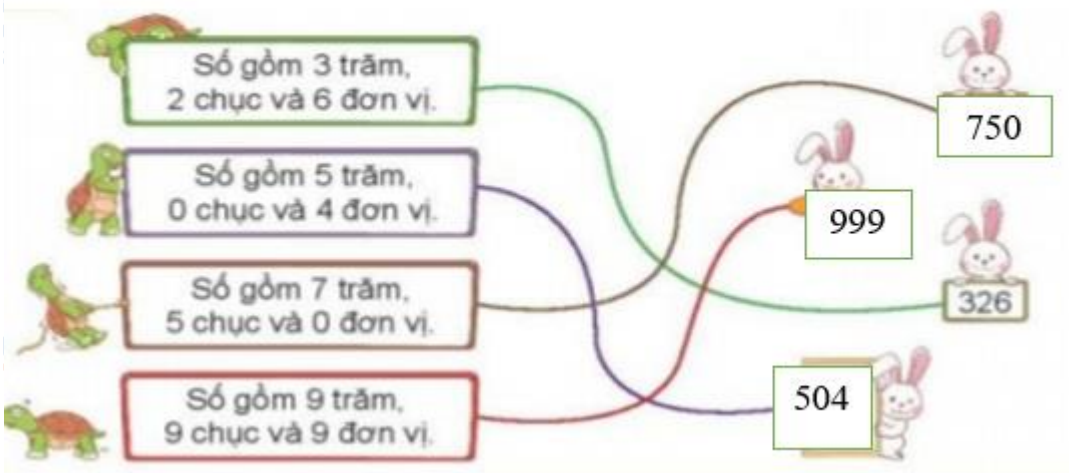 Số gồm 3 trăm,
2 chục và 6 đơn vị.
Số gồm 5 trăm,
0 chục và 4 đơn vị.
Số gồm 7 trăm,
5 chục và 0 đơn vị.
Số gồm 9 trăm,
9 chục và 9 đơn vị.
750
999
326
504